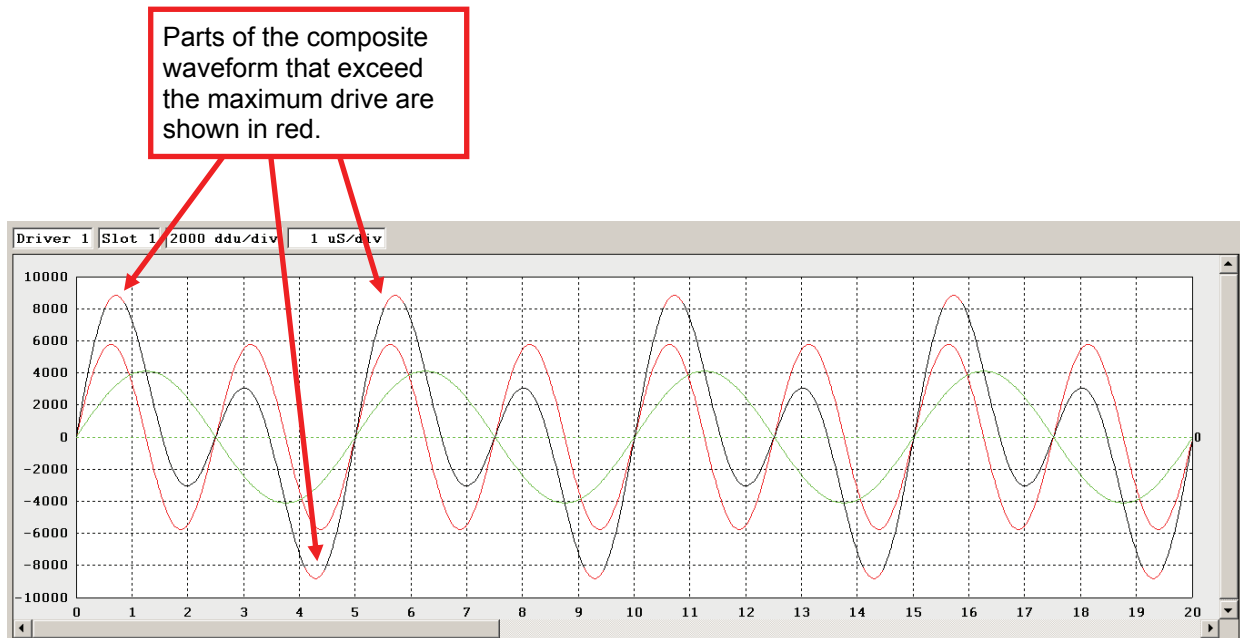 Parts of the composite
waveform that exceed
the maximum drive are
shown in red.
Driver 1 Slot 1 2000 ddu/div 1 uS/div
10000
8000
6000
4000
2000
0 0
-2000
-4000
-6000
-8000
-10000
0 1 2 3 4 5 6 7 8 9 10 11 12 13 14 15 16 17 18 19 20